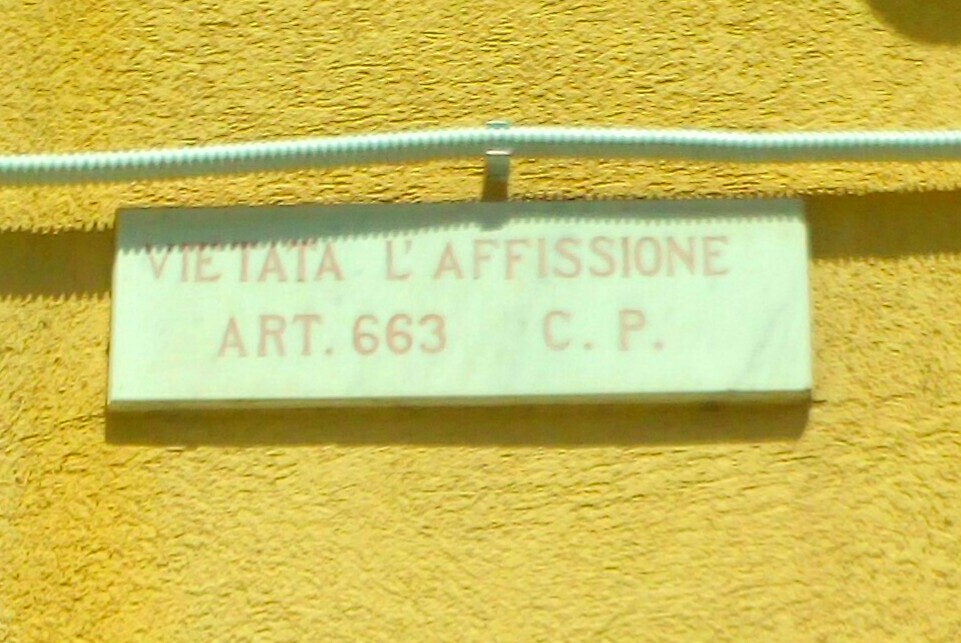 VIETATA L' AFFISSIONE
ART. 663 C. P.